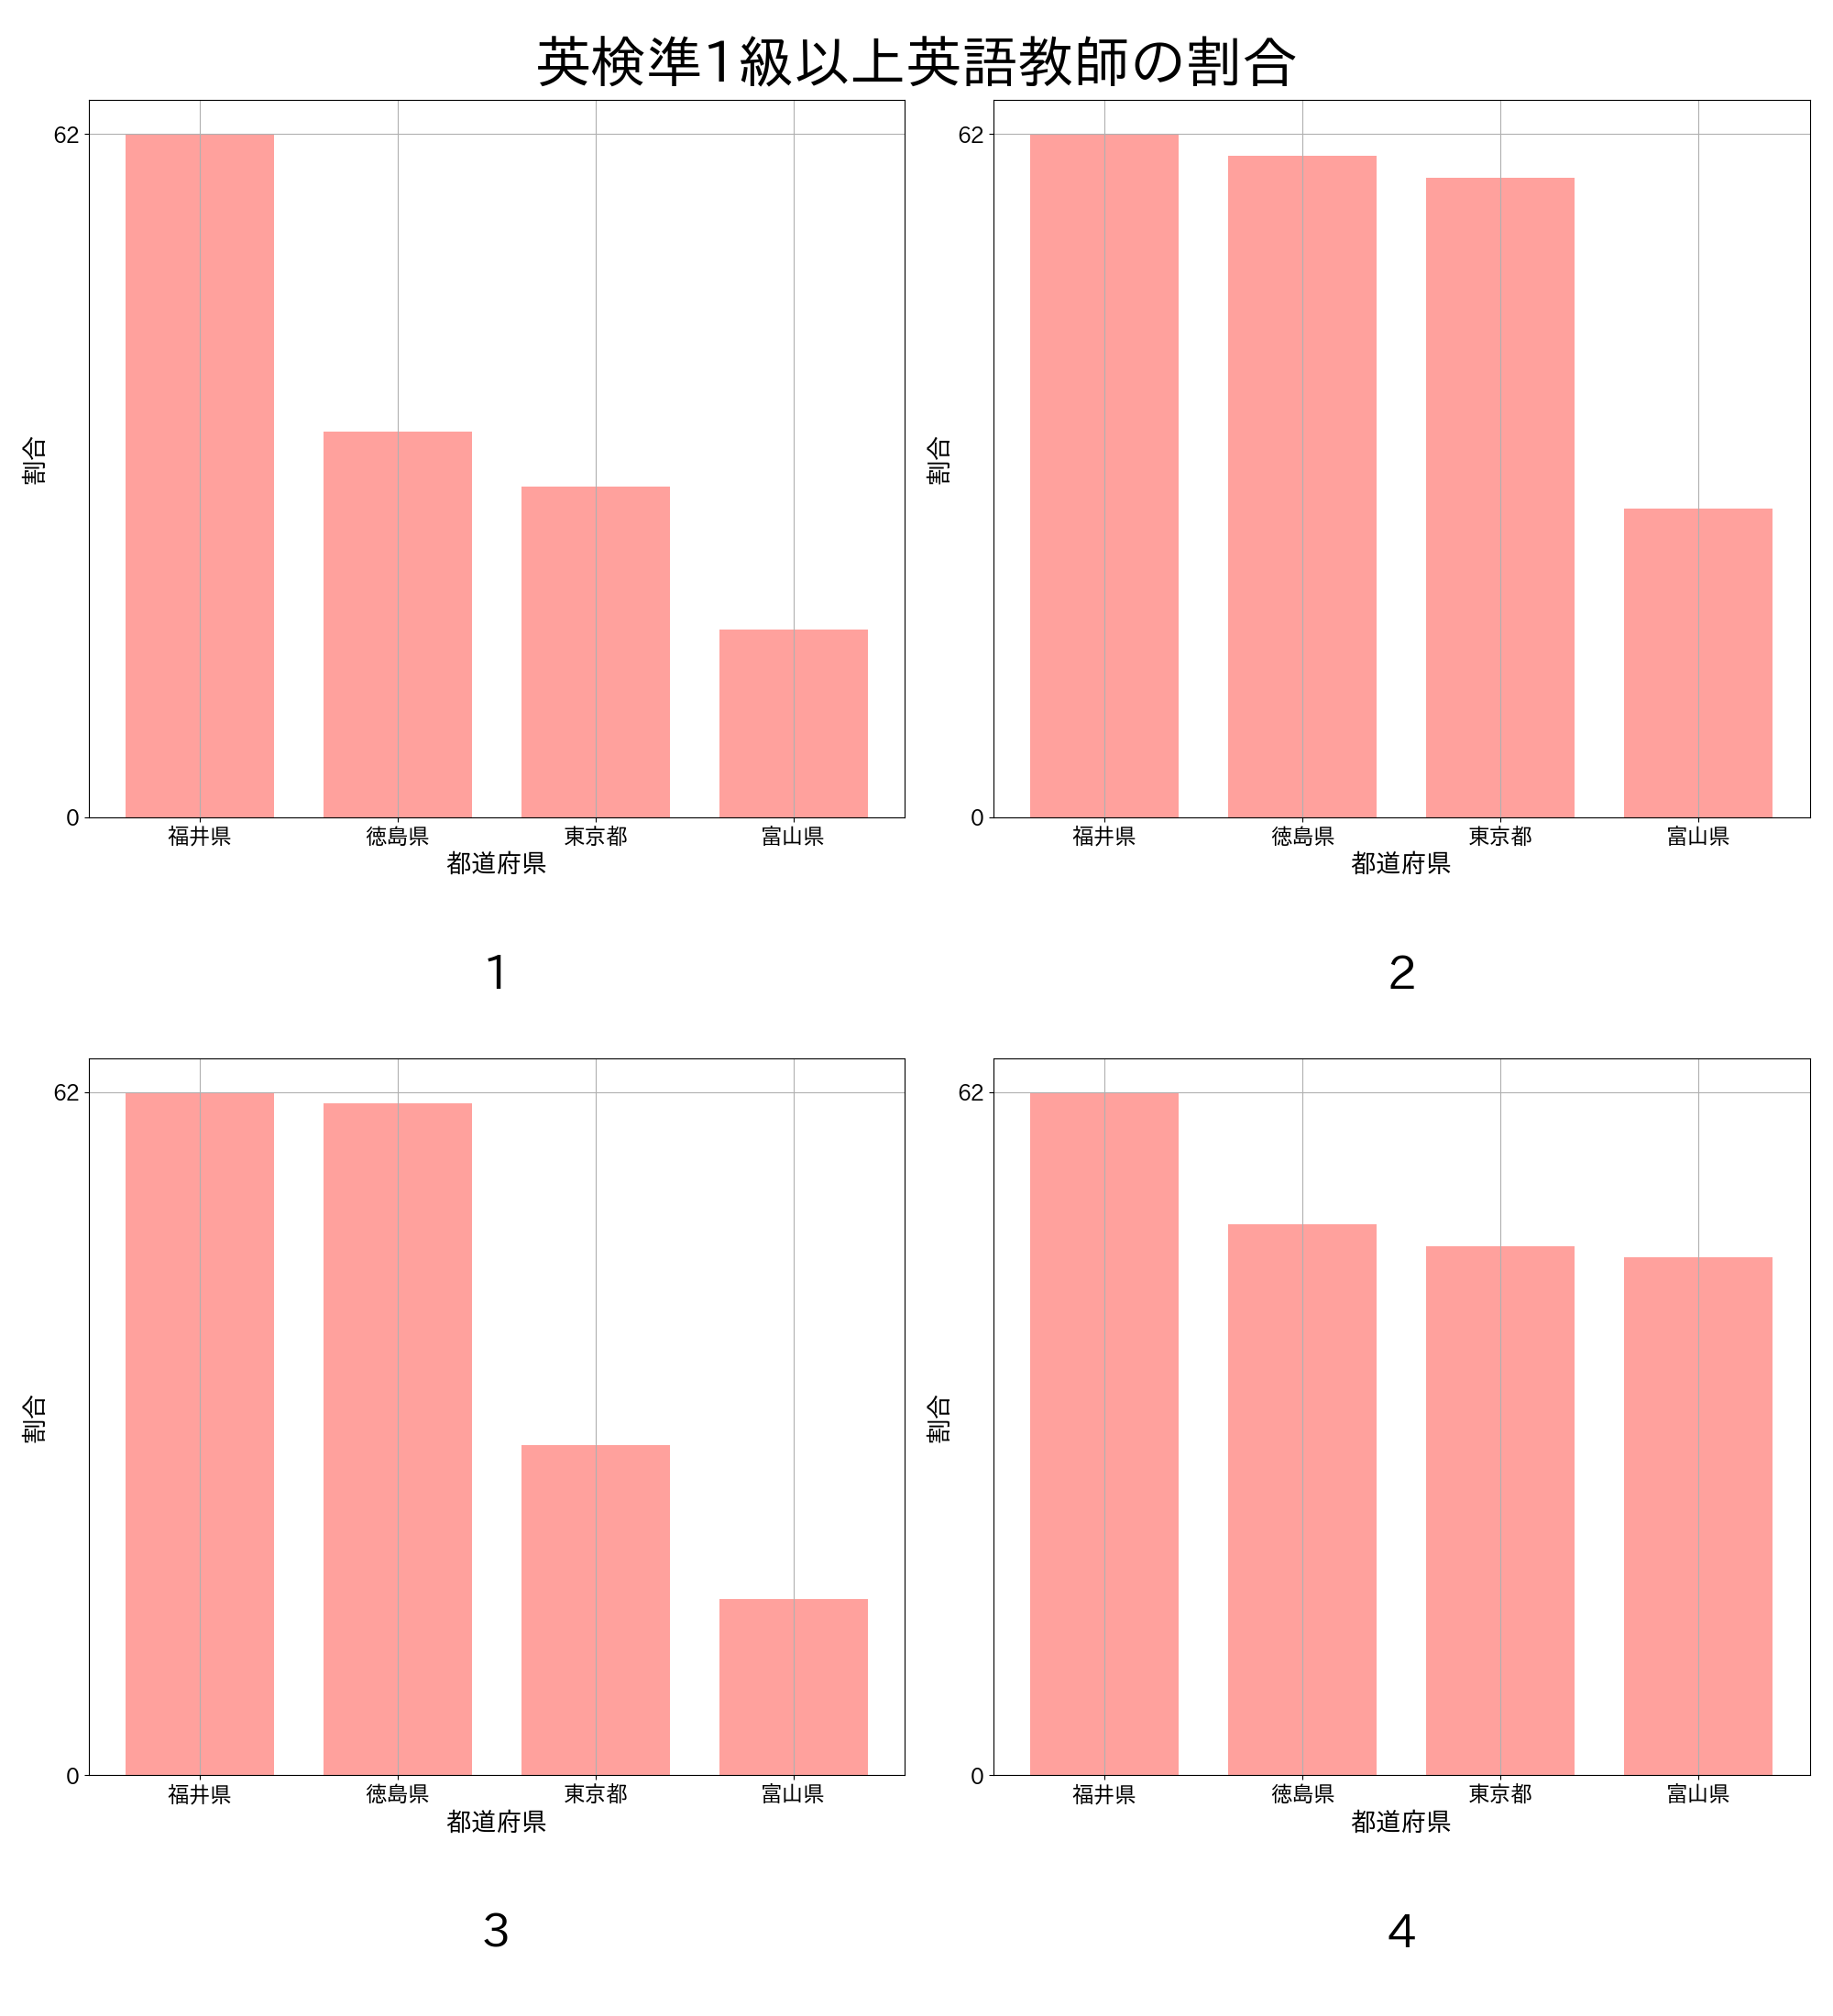 英検準1級以上英語教師の割合
62
0
割合
福井県 徳島県 東京都 富山県
都道府県
1
62
0
割合
福井県 徳島県 東京都 富山県
都道府県
2
62
0
割合
福井県 徳島県 東京都 富山県
都道府県
3
62
0
割合
福井県 徳島県 東京都 富山県
都道府県
4